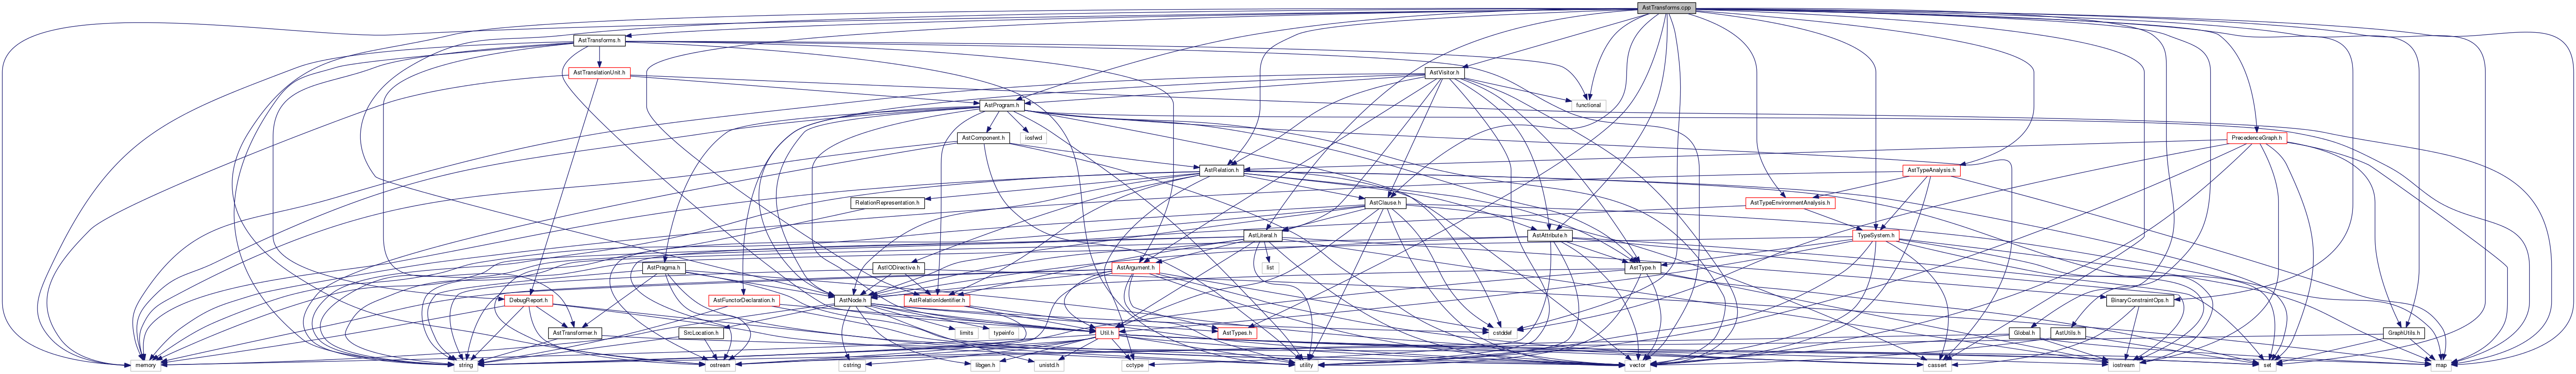 AstTransforms.cpp
AstTransforms.h
AstTranslationUnit.h
AstVisitor.h
functional
AstProgram.h
AstComponent.h
iosfwd
PrecedenceGraph.h
AstRelation.h
AstTypeAnalysis.h
RelationRepresentation.h
AstClause.h
AstTypeEnvironmentAnalysis.h
AstLiteral.h
AstAttribute.h
TypeSystem.h
AstPragma.h
AstIODirective.h
AstArgument.h
list
AstType.h
DebugReport.h
AstFunctorDeclaration.h
AstNode.h
AstRelationIdentifier.h
BinaryConstraintOps.h
AstTransformer.h
SrcLocation.h
limits
typeinfo
Util.h
AstTypes.h
cstddef
Global.h
AstUtils.h
GraphUtils.h
memory
string
ostream
cstring
libgen.h
unistd.h
cctype
utility
vector
cassert
iostream
set
map